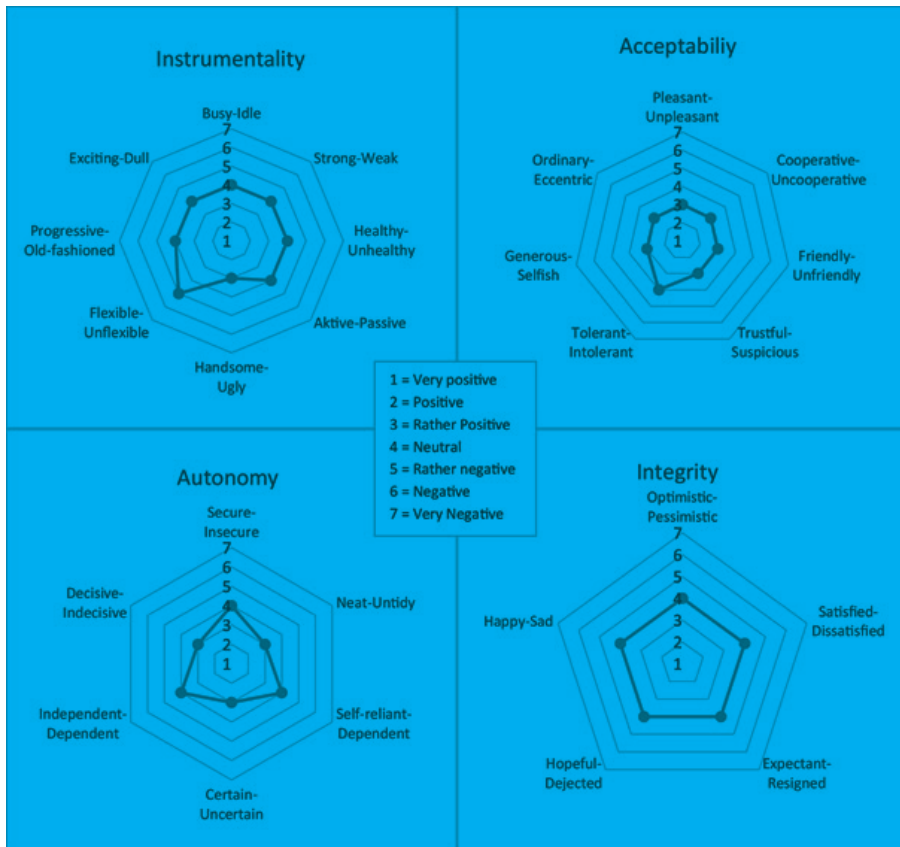 Instrumentality
Busy-Idle
7
6
5
4
3
2
1
Exciting-Dull
Strong-Weak
Progressive-
Old-fashioned
Healthy-
Unhealthy
Flexible-
Unflexible
Aktive-Passive
Handsome-
Ugly
Acceptabiliy
Pleasant-
Unpleasant
7
6
5
4
3
2
1
Ordinary-
Eccentric
Cooperative-
Uncooperative
Generous-
Selfish
Friendly-
Unfriendly
Tolerant-
Intolerant
Trustful-
Suspicious
1 = Very positive
2 = Positive
3 = Rather Positive
4 = Neutral
5 = Rather negative
6 = Negative
7 = Very Negative
Autonomy
Secure-
Insecure
7
6
5
4
3
2
1
Decisive-
Indecisive
Neat-Untidy
Independent-
Dependent
Self-reliant-
Dependent
Certain-
Uncertain
Integrity
Optimistic-
Pessimistic
7
6
5
4
3
2
1
Happy-Sad
Satisfied-
Dissatisfied
Hopeful-
Dejected
Expectant-
Resigned